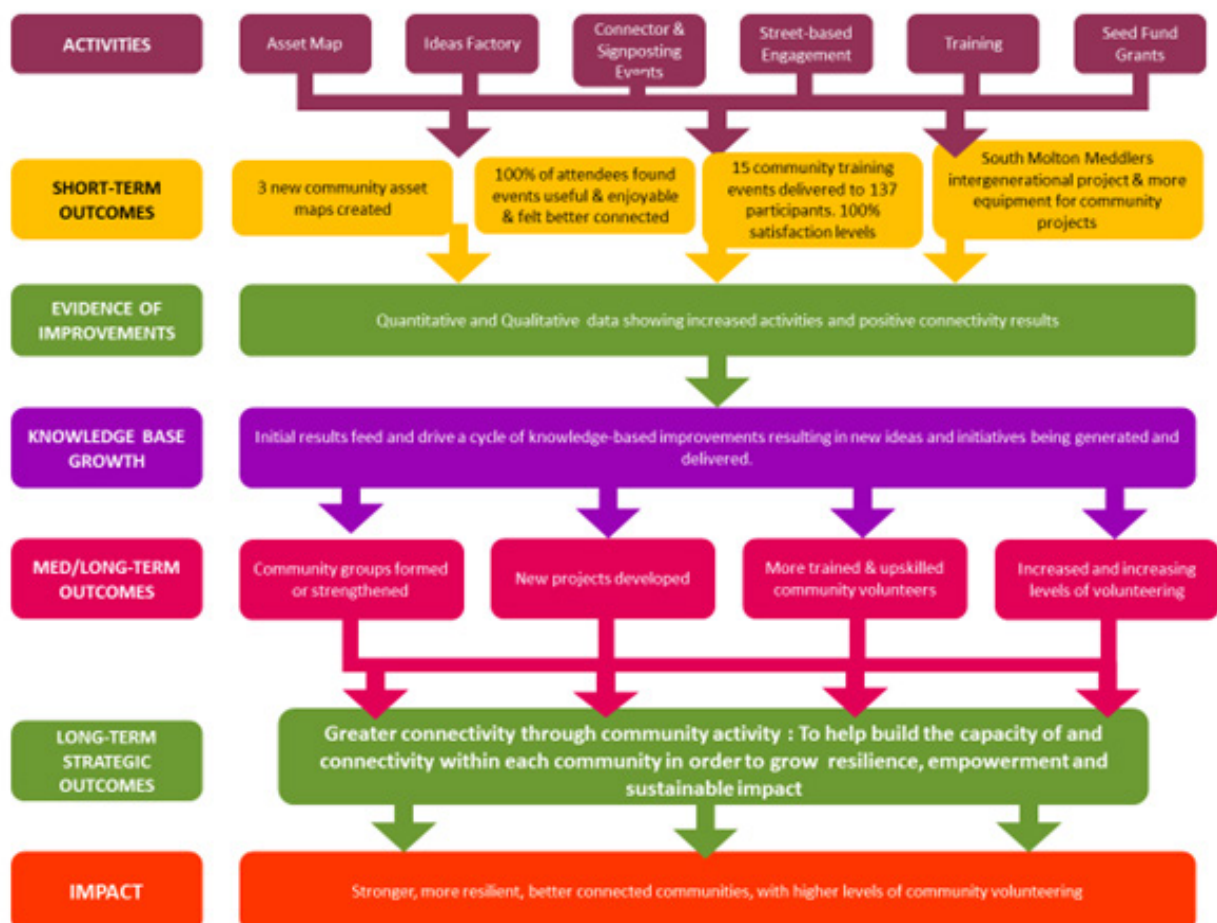 ACTIVITIES
Asset Map
Ideas Factory
Connector &
Signposting
Events
Street-based
Engagement
Training
Seed Fund
Grants
SHORT-TERM
OUTCOMES
3 new community asset
maps created
100% of attendees found
events useful & enjoyable
& felt better connected
15 community training
events delivered to 137
participants. 100%
satisfaction levels
South Molton Meddlers
intergenerational project & more
equipment for community
projects
EVIDENCE OF
IMPROVEMENTS
Quantitative and Qualitative data showing increased activities and positive connectivity results
KNOWLEDGE BASE
GROWTH
Initial results feed and drive a cycle of knowledge-based improvements resulting in new ideas and initiatives being generated and
delivered.
MED/LONG-TERM
OUTCOMES
Community groups formed
or strengthened
New projects developed
More trained & upskilled
community volunteers
Increased and increasing
levels of volunteering
LONG-TERM
STRATEGIC
OUTCOMES
Greater connectivity through community activity : To help build the capacity of and
connectivity within each community in order to grow resilience, empowerment and
sustainable impact
IMPACT
Stronger, more resilient, better connected communities, with higher levels of community volunteering